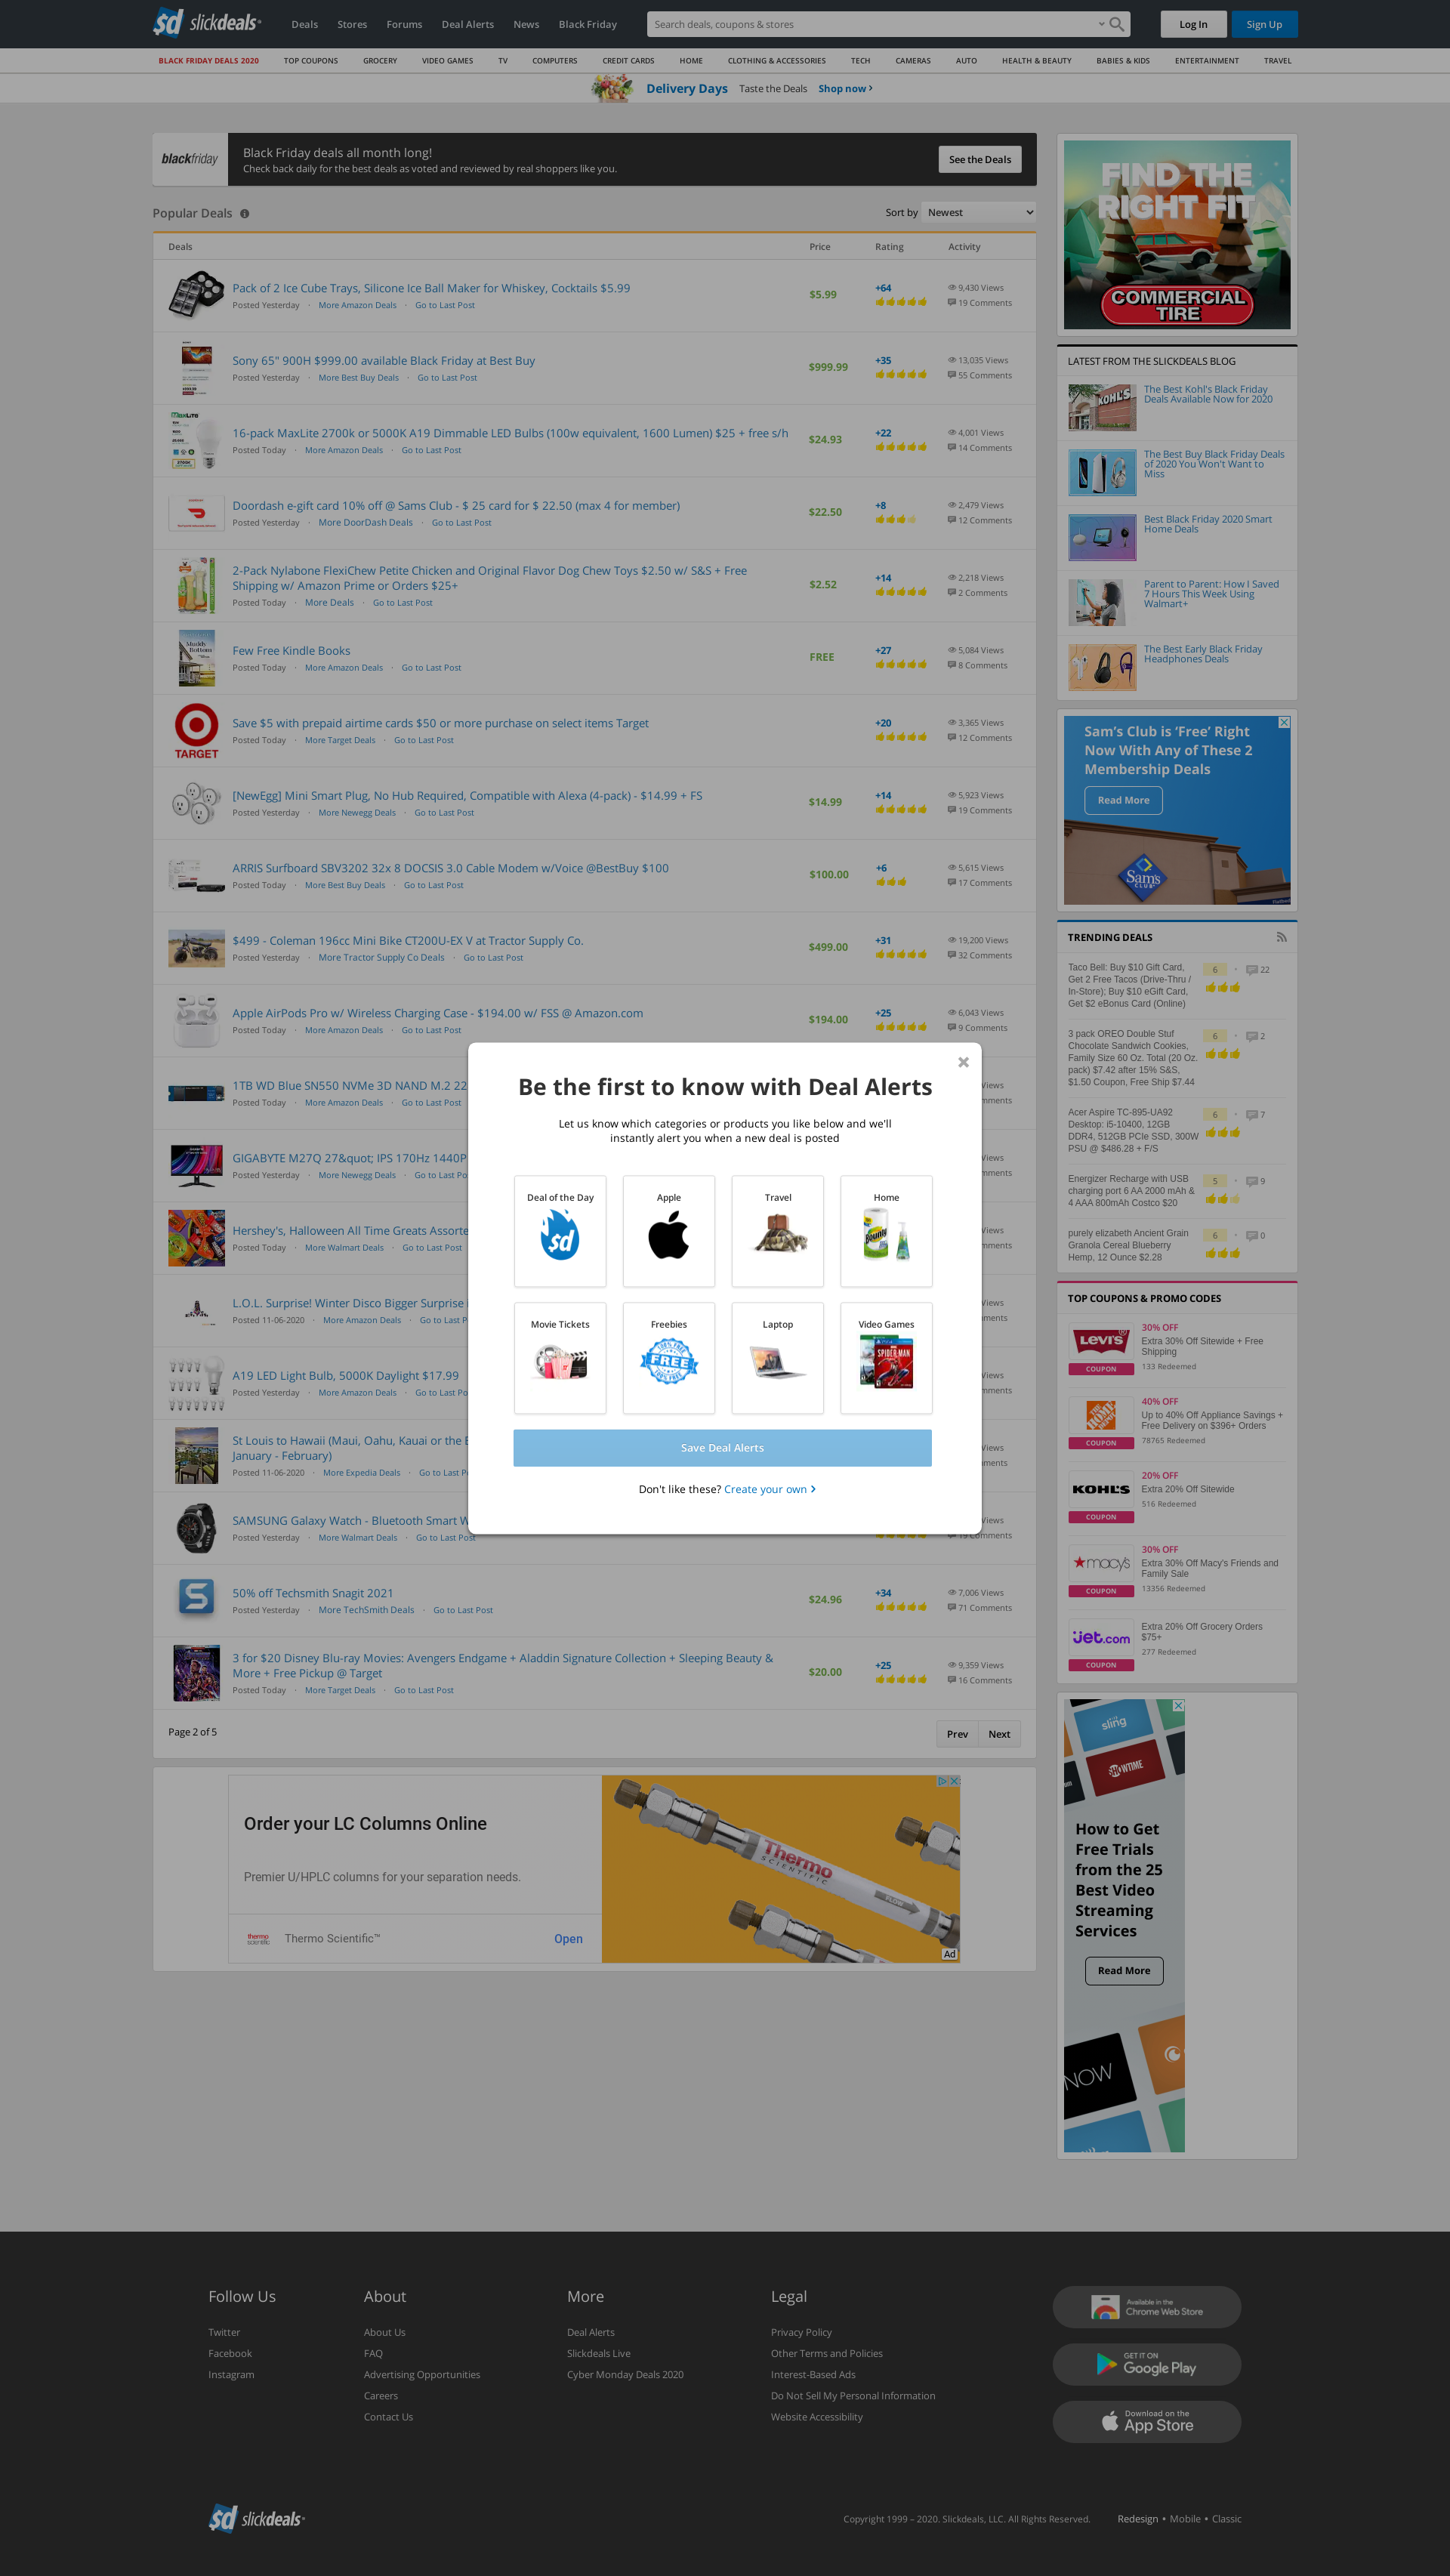 sd slickdeals
Deals Stores Forums Deal Alerts News Black Friday
Search deals, coupons & stores
Log In
Sign Up
BLACK FRIDAY DEALS 2020 TOP COUPONS GROCERY VIDEO GAMES TV COMPUTERS CREDIT CARDS HOME CLOTHING & ACCESSORIES TECH CAMERAS AUTO HEALTH & BEAUTY BABIES & KIDS ENTERTAINMENT TRAVEL
Delivery Days Taste the Deals Shop now ›
blackfriday
Black Friday deals all month long!
Check back daily for the best deals as voted and reviewed by real shoppers like you.
See the Deals
Popular Deals
Sort by Newest
Deals Price Rating Activity
Pack of 2 Ice Cube Trays, Silicone Ice Ball Maker for Whiskey, Cocktails $5.99
Posted Yesterday · More Amazon Deals · Go to Last Post
$5.99
+64
9,430 Views
19 Comments
Sony 65" 900H $999.00 available Black Friday at Best Buy
Posted Yesterday · More Best Buy Deals · Go to Last Post
$999.99
+35
13,035 Views
55 Comments
MAXLITE
16-pack MaxLite 2700k or 5000K A19 Dimmable LED Bulbs (100w equivalent, 1600 Lumen) $25 + free s/h
Posted Today · More Amazon Deals · Go to Last Post
$24.93
+22
4,001 Views
14 Comments
Doordash e-gift card 10% off @ Sams Club - $ 25 card for $ 22.50 (max 4 for member)
Posted Yesterday · More DoorDash Deals · Go to Last Post
$22.50
+8
2,479 Views
12 Comments
2-Pack Nylabone FlexiChew Petite Chicken and Original Flavor Dog Chew Toys $2.50 w/ S&S + Free
Shipping w/ Amazon Prime or Orders $25+
Posted Today · More Deals · Go to Last Post
$2.52
+14
2,218 Views
2 Comments
Muddy Bottom
Few Free Kindle Books
Posted Today · More Amazon Deals · Go to Last Post
FREE
+27
5,084 Views
8 Comments
TARGET
Save $5 with prepaid airtime cards $50 or more purchase on select items Target
Posted Today · More Target Deals · Go to Last Post
+20
3,365 Views
12 Comments
[NewEgg] Mini Smart Plug, No Hub Required, Compatible with Alexa (4-pack) - $14.99 + FS
Posted Yesterday · More Newegg Deals · Go to Last Post
$14.99
+14
5,923 Views
19 Comments
ARRIS Surfboard SBV3202 32x 8 DOCSIS 3.0 Cable Modem w/Voice @BestBuy $100
Posted Today · More Best Buy Deals · Go to Last Post
$100.00
+6
5,615 Views
17 Comments
$499 - Coleman 196cc Mini Bike CT200U-EX V at Tractor Supply Co.
Posted Yesterday · More Tractor Supply Co Deals · Go to Last Post
$499.00
+31
19,200 Views
32 Comments
Apple AirPods Pro w/ Wireless Charging Case - $194.00 w/ FSS @ Amazon.com
Posted Today · More Amazon Deals · Go to Last Post
$194.00
+25
6,043 Views
9 Comments
1TB WD Blue SN550 NVMe 3D NAND M.2 22
Posted Today · More Amazon Deals · Go to Last Post
GIGABYTE M27Q 27&quot; IPS 170Hz 1440P
Posted Yesterday · More Newegg Deals · Go to Last Pos
Hershey's, Halloween All Time Greats Assorte
Posted Today · More Walmart Deals · Go to Last Post
L.O.L. Surprise! Winter Disco Bigger Surprise
Posted 11-06-2020 · More Amazon Deals · Go to Last P
A19 LED Light Bulb, 5000K Daylight $17.99
Posted Yesterday · More Amazon Deals · Go to Last Po
St Louis to Hawaii (Maui, Oahu, Kauai or the B
January - February)
Posted 11-06-2020 · More Expedia Deals · Go to Last Po
SAMSUNG Galaxy Watch - Bluetooth Smart W
Posted Yesterday · More Walmart Deals · Go to Last Post
19 Comments
50% off Techsmith Snagit 2021
Posted Yesterday · More TechSmith Deals · Go to Last Post
$24.96
+34
7,006 Views
71 Comments
3 for $20 Disney Blu-ray Movies: Avengers Endgame + Aladdin Signature Collection + Sleeping Beauty &
More + Free Pickup @ Target
Posted Today · More Target Deals · Go to Last Post
$20.00
+25
9,359 Views
16 Comments
Page 2 of 5
Prev Next
Be the first to know with Deal Alerts
Let us know which categories or products you like below and we'll
instantly alert you when a new deal is posted
Deal of the Day Apple Travel Home
sd
Bounty
Movie Tickets Freebies Laptop Video Games
FREE
Save Deal Alerts
Don't like these? Create your own ›
Order your LC Columns Online
Premier U/HPLC columns for your separation needs.
thermo scientific
Thermo Scientific™
Open
Thermo
SCIENTIFIC
FLOW
Ad
FIND THE
RIGHT FIT
COMMERCIAL
TIRE
LATEST FROM THE SLICKDEALS BLOG
KOHL'S
The Best Kohl's Black Friday
Deals Available Now for 2020
The Best Buy Black Friday Deals
of 2020 You Won't Want to
Miss
Best Black Friday 2020 Smart
Home Deals
Parent to Parent: How I Saved
7 Hours This Week Using
Walmart+
The Best Early Black Friday
Headphones Deals
Sam's Club is ‘Free’ Right
Now With Any of These 2
Membership Deals
Read More
Sam's
CLUB
TRENDING DEALS
Taco Bell: Buy $10 Gift Card,
Get 2 Free Tacos (Drive-Thru /
In-Store); Buy $10 eGift Card,
Get $2 eBonus Card (Online)
6 • 22
3 pack OREO Double Stuf
Chocolate Sandwich Cookies,
Family Size 60 Oz. Total (20 Oz.
pack) $7.42 after 15% S&S,
$1.50 Coupon, Free Ship $7.44
6 • 2
Acer Aspire TC-895-UA92
Desktop: i5-10400, 12GB
DDR4, 512GB PCIe SSD, 300W
PSU @ $486.28 + F/S
6 • 7
Energizer Recharge with USB
charging port 6 AA 2000 mAh &
4 AAA 800mAh Costco $20
5 • 9
purely elizabeth Ancient Grain
Granola Cereal Blueberry
Hemp, 12 Ounce $2.28
6 • 0
TOP COUPONS & PROMO CODES
LEVI'S
COUPON
30% OFF
Extra 30% Off Sitewide + Free
Shipping
133 Redeemed
COUPON
40% OFF
Up to 40% Off Appliance Savings +
Free Delivery on $396+ Orders
78765 Redeemed
KOHL'S
COUPON
20% OFF
Extra 20% Off Sitewide
516 Redeemed
macy's
COUPON
30% OFF
Extra 30% Off Macy's Friends and
Family Sale
13356 Redeemed
jet.com
COUPON
Extra 20% Off Grocery Orders
$75+
277 Redeemed
sling
SHOWTIME
How to Get
Free Trials
from the 25
Best Video
Streaming
Services
Read More
NOW
Follow Us
Twitter
Facebook
Instagram
About
About Us
FAQ
Advertising Opportunities
Careers
Contact Us
More
Deal Alerts
Slickdeals Live
Cyber Monday Deals 2020
Legal
Privacy Policy
Other Terms and Policies
Interest-Based Ads
Do Not Sell My Personal Information
Website Accessibility
Available in the
Chrome Web Store
GET IT ON
Google Play
Download on the
App Store
sd slickdeals
Copyright 1999 – 2020. Slickdeals, LLC. All Rights Reserved.
Redesign • Mobile • Classic